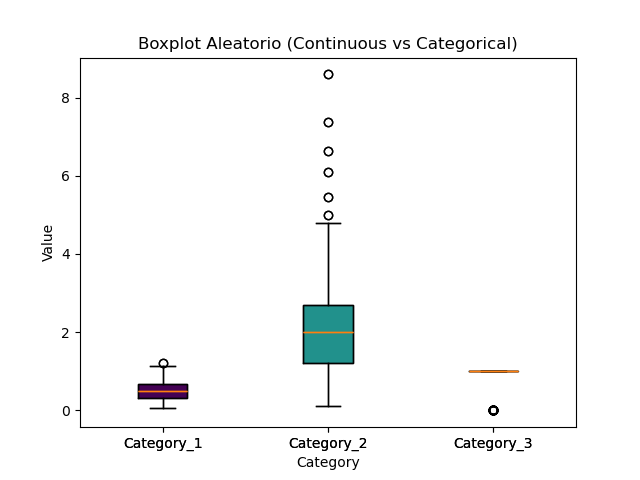 Boxplot Aleatorio (Continuous vs Categorical)
8
6
4
2
0
Value
Category_1 Category_2 Category_3
Category